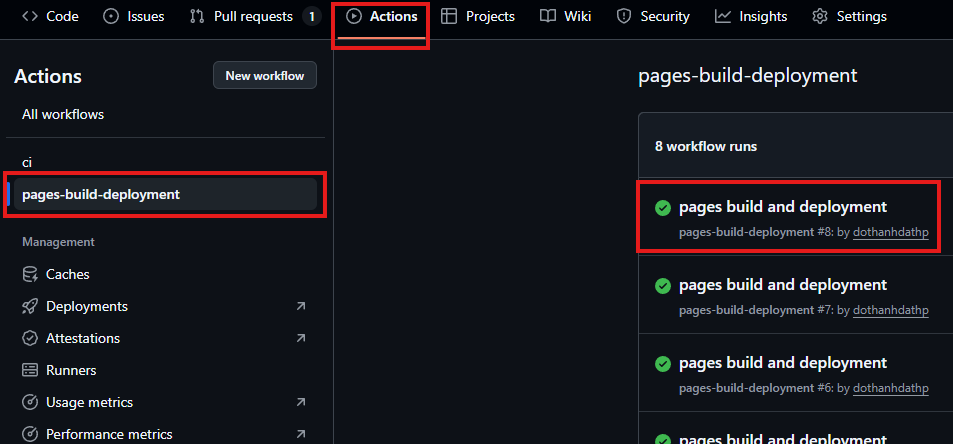 Code Issues Pull requests 1 Actions Projects Wiki Security Insights Settings
Actions New workflow
All workflows
ci
pages-build-deployment
Management
Caches
Deployments
Attestations
Runners
Usage metrics
Performance metrics
pages-build-deployment
8 workflow runs
pages build and deployment
pages-build-deployment #8: by dothanhdathp
pages build and deployment
pages-build-deployment #7: by dothanhdathp
pages build and deployment
pages-build-deployment #6: by dothanhdathp
pages build and deployment